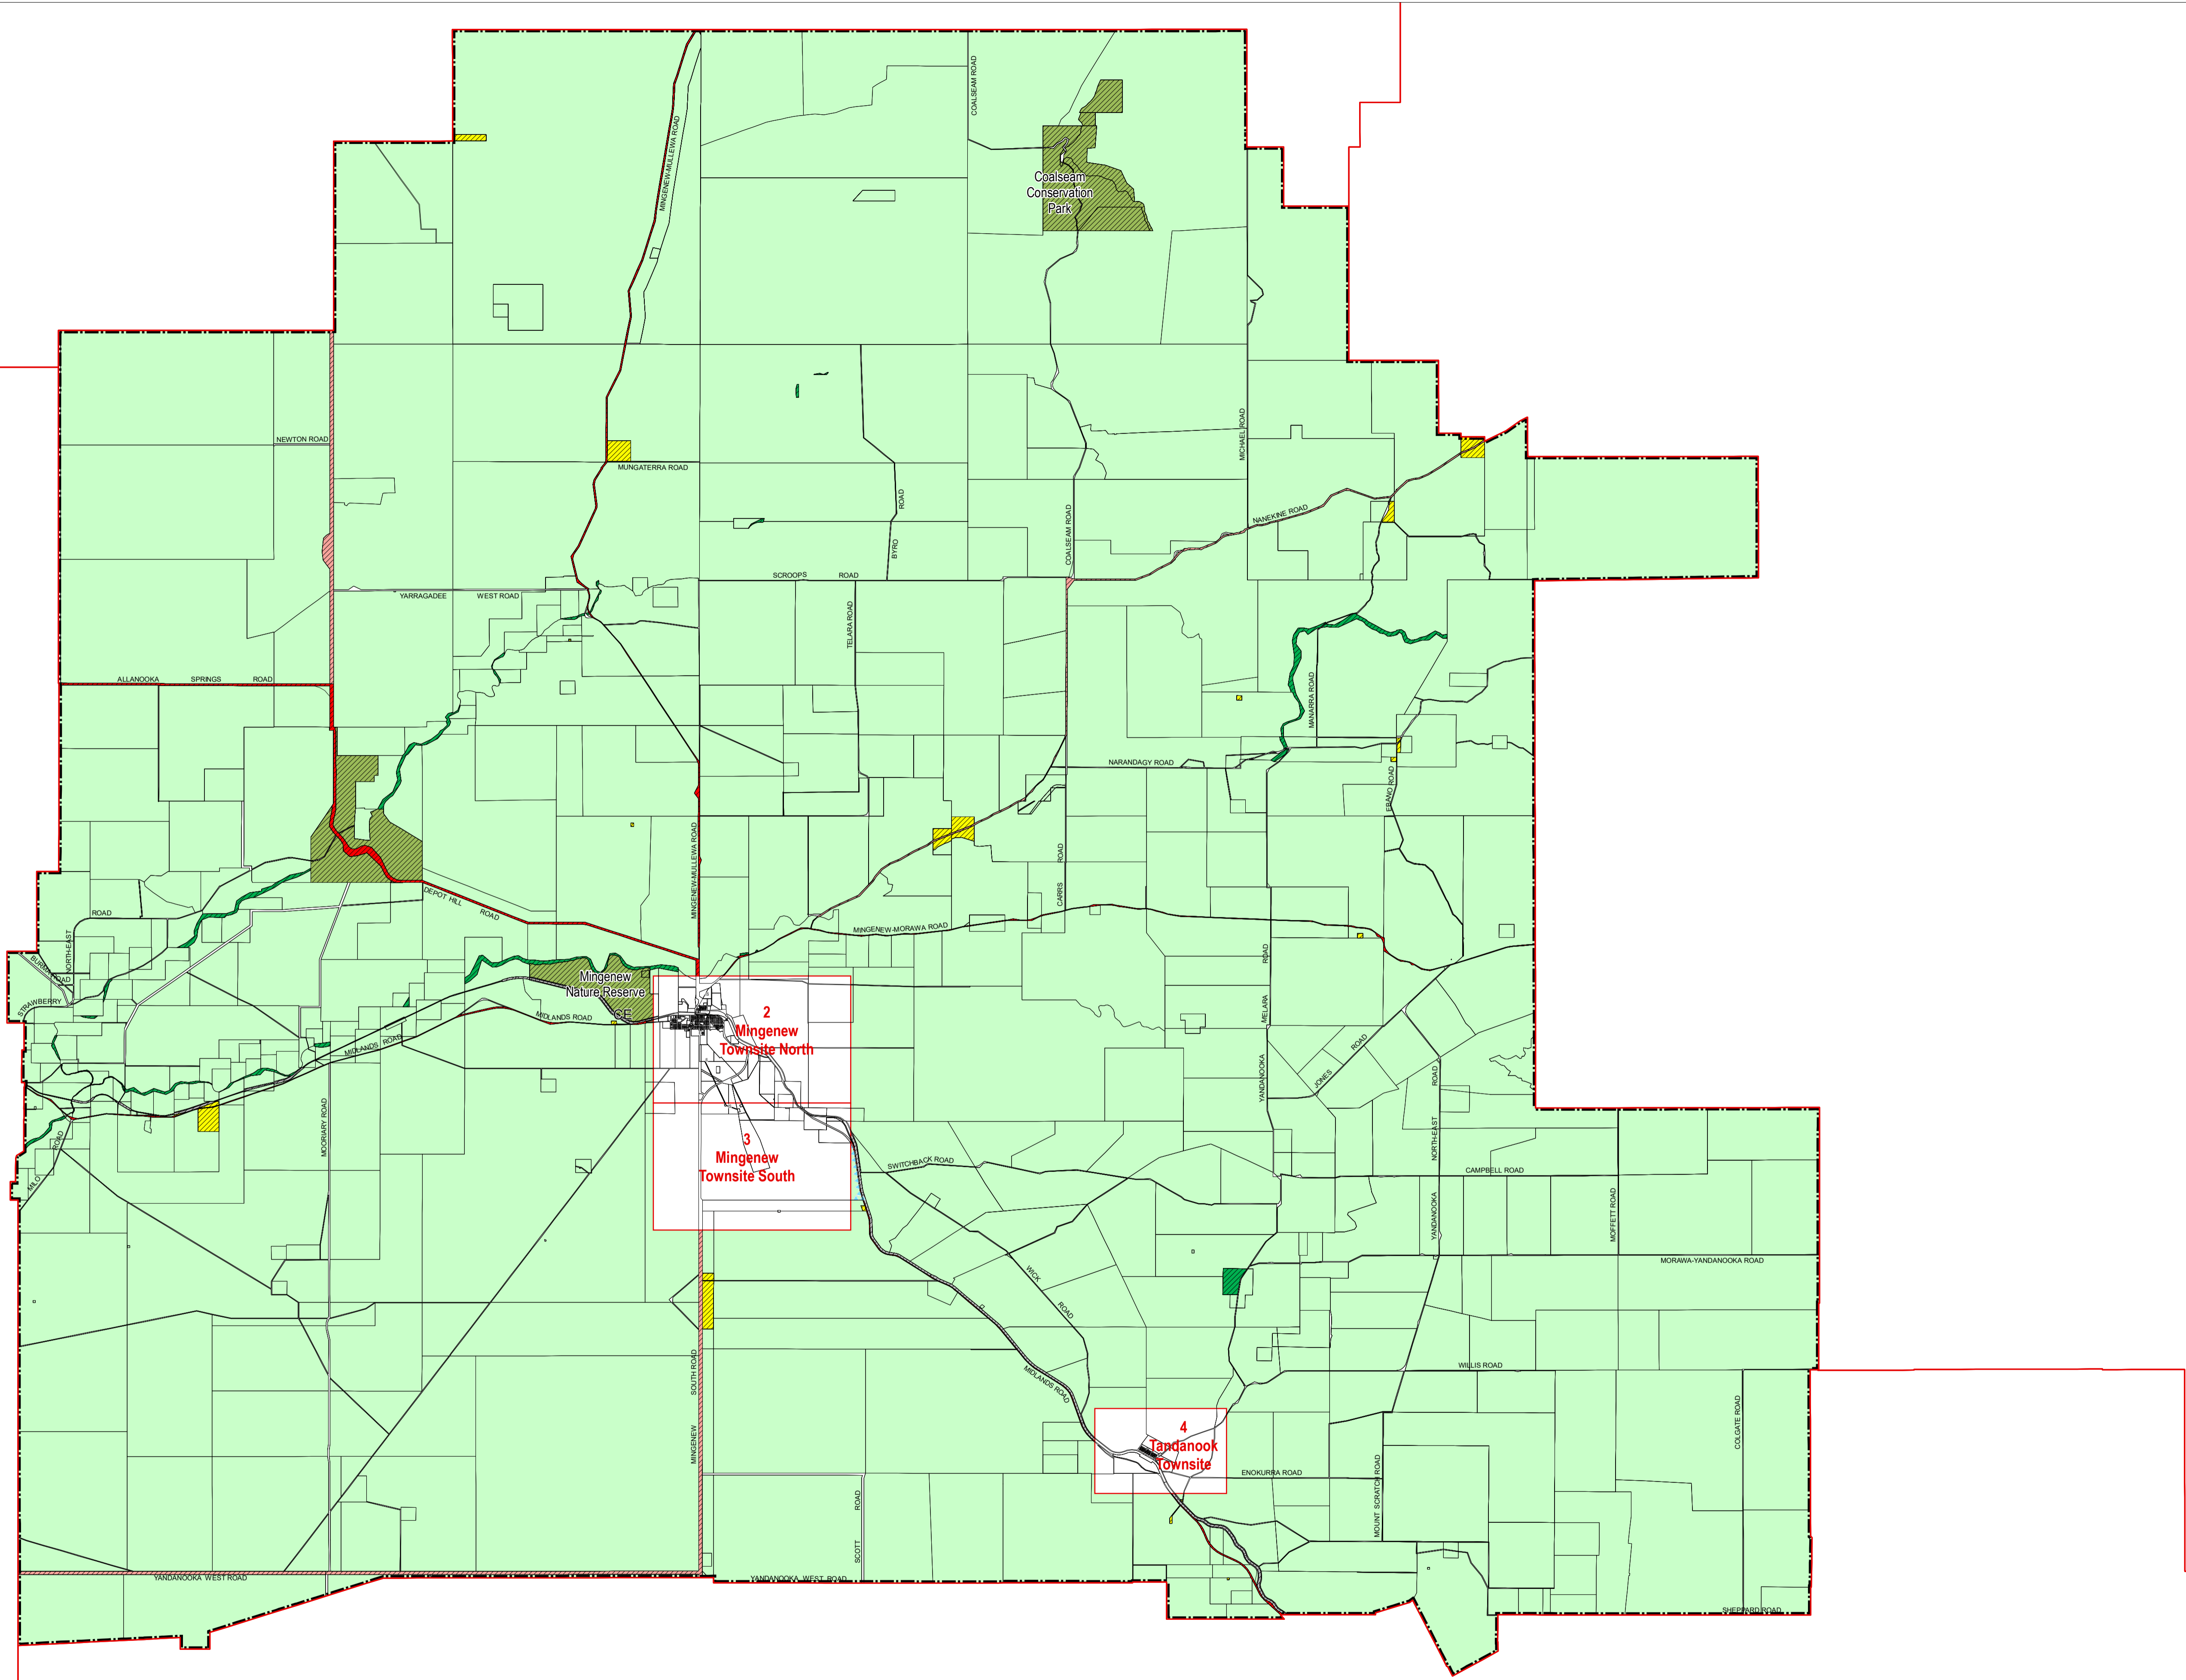 COALSEAM ROAD
MINGENEW-MULLEWA ROAD
Coalseam
Conservation
Park
NEWTON ROAD
MUNGATERRA ROAD
MICHAEL ROAD
NANEKINE ROAD
BYRO ROAD
COALSEAM ROAD
SCROOPS ROAD
YARRAGADEE WEST ROAD
TELARA ROAD
ALLANOOKA SPRINGS ROAD
MANARRA ROAD
NARANDAGY ROAD
EBANO ROAD
MINGENEW-MULLEWA ROAD
CARRS ROAD
DEPOT HILL ROAD
ROAD
NORTH-EAST
MINGENEW-MORAWA ROAD
BURMA ROAD
STRAWBERRY
Mingenew
Nature Reserve
CE
MIDLANDS ROAD
MIDLANDS ROAD
2
Mingenew
Townsite North
MELARA ROAD
YANDANOOKA
JONES ROAD
MOORIARY ROAD
MILO ROAD
3
Mingenew
Townsite South
SWITCHBACK ROAD
YANDANOOKA NORTH-EAST ROAD
CAMPBELL ROAD
MOFFETT ROAD
MORAWA-YANDANOOKA ROAD
WICK ROAD
MIDLANDS ROAD
MINGENEW SOUTH ROAD
WILLIS ROAD
COLGATE ROAD
4
Tandanook
Townsite
ENOKURRA ROAD
MOUNT SCRATCH ROAD
SCOTT ROAD
YANDANOOKA WEST ROAD
YANDANOOKA WEST ROAD
SHEPPARD ROAD